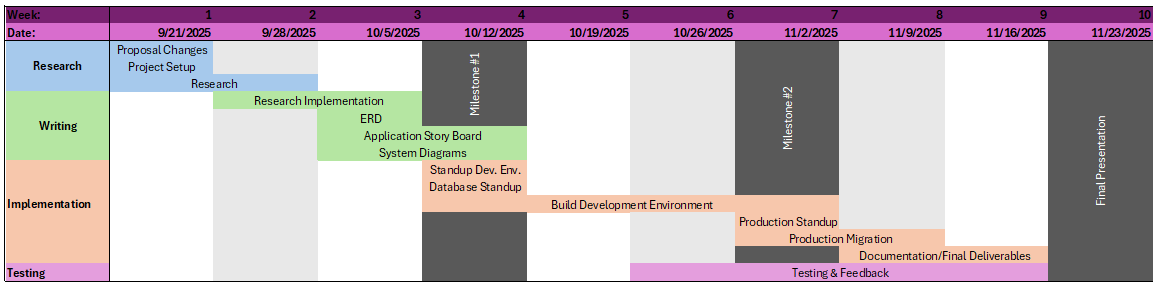 Week: 1 2 3 4 5 6 7 8 9 10
Date: 9/21/2025 9/28/2025 10/5/2025 10/12/2025 10/19/2025 10/26/2025 11/2/2025 11/9/2025 11/16/2025 11/23/2025
Research
Proposal Changes
Project Setup
Research
Milestone #1
Milestone #2
Final Presentation
Writing
Research Implementation
ERD
Application Story Board
System Diagrams
Implementation
Standup Dev. Env.
Database Standup
Build Development Environment
Production Standup
Production Migration
Documentation/Final Deliverables
Testing
Testing & Feedback